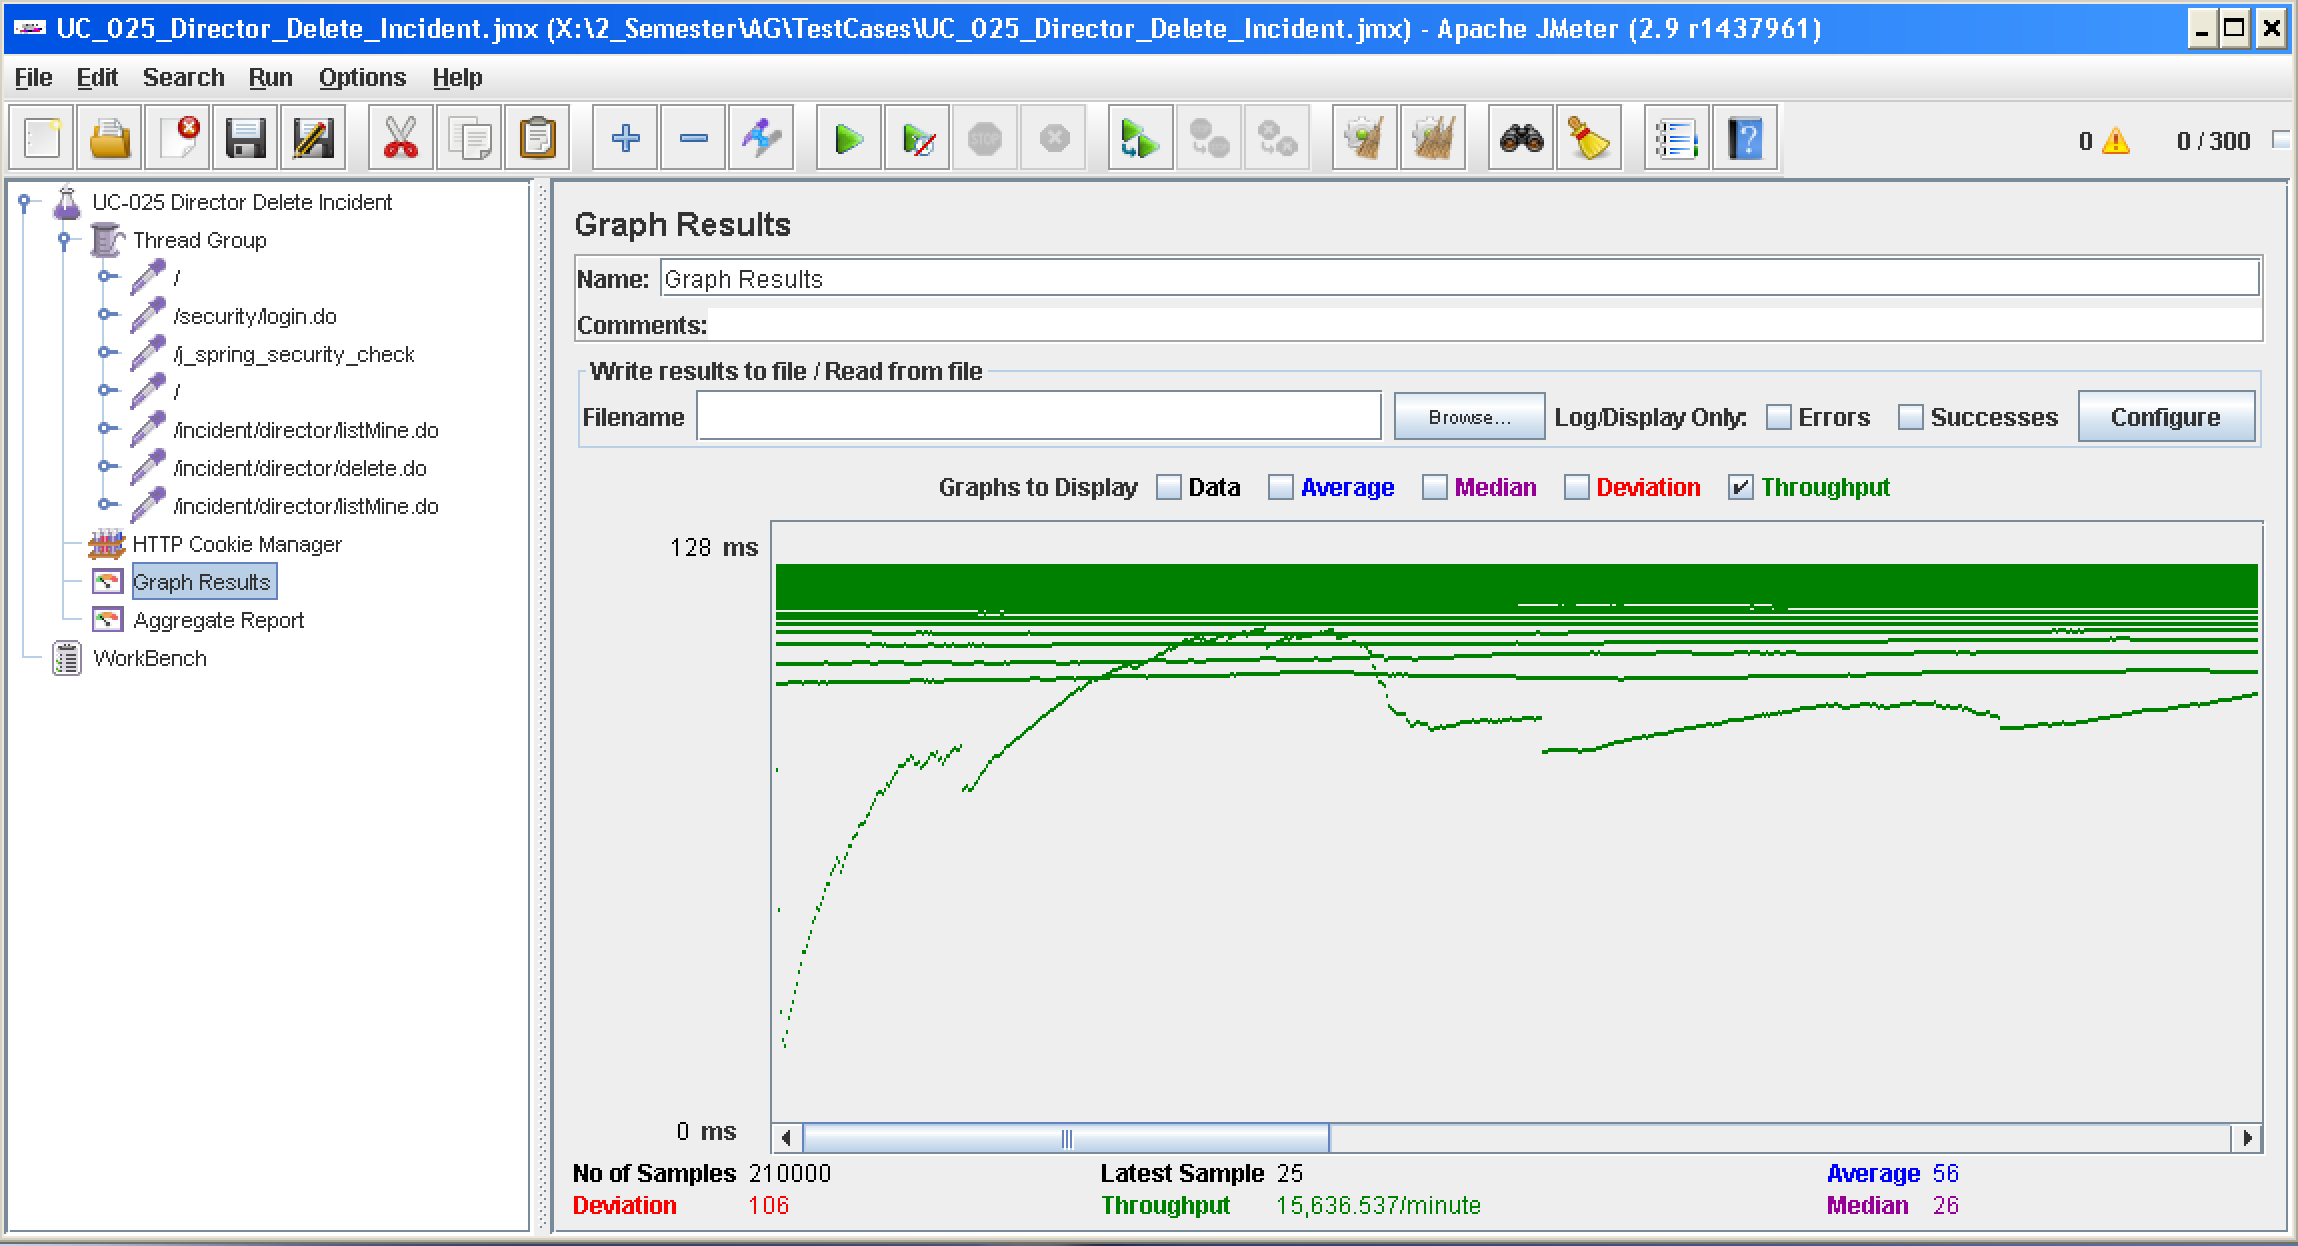 UC_025_Director_Delete_Incident.jmx (X:\2_Semester\AG\TestCases\UC_025_Director_Delete_Incident.jmx) - Apache JMeter (2.9 r1437961)
File Edit Search Run Options Help
STOP
0 0 / 300
UC-025 Director Delete Incident
Thread Group
/
/security/login.do
/j_spring_security_check
/
/incident/director/listMine.do
/incident/director/delete.do
/incident/director/listMine.do
HTTP Cookie Manager
Graph Results
Aggregate Report
WorkBench
Graph Results
Name: Graph Results
Comments:
Write results to file / Read from file
Filename Browse... Log/Display Only: Errors Successes Configure
Graphs to Display Data Average Median Deviation Throughput
128 ms
0 ms
No of Samples 210000 Latest Sample 25 Average 56
Deviation 106 Throughput 15,636.537/minute Median 26